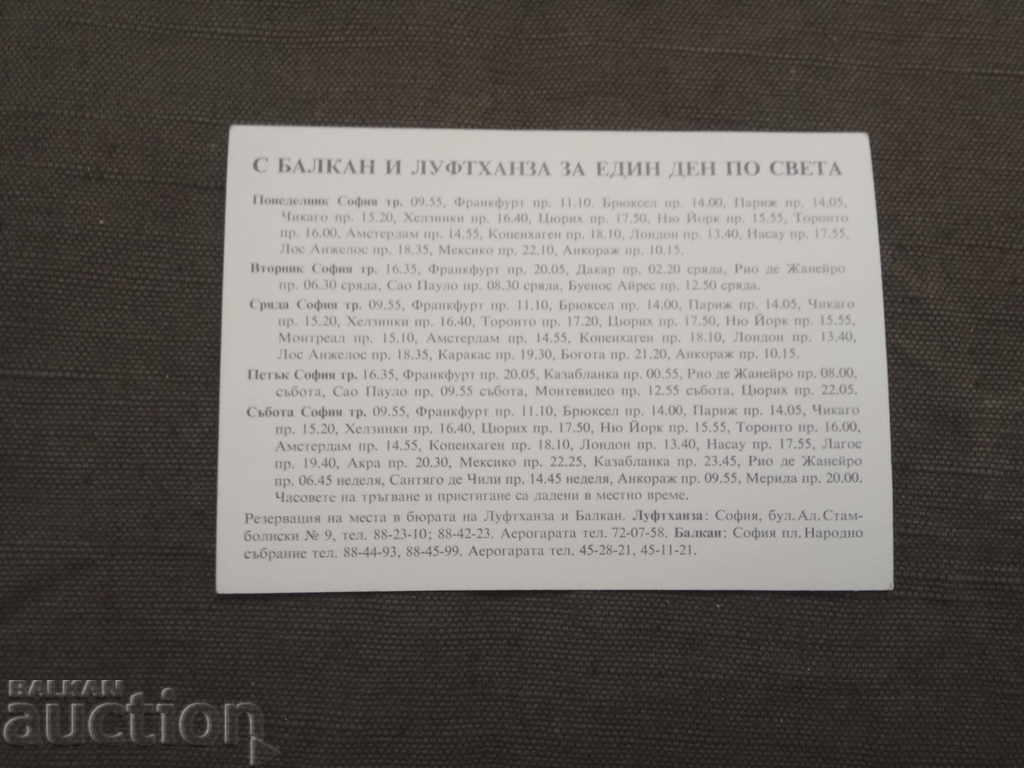 С БАЛКАН И ЛУФТХАНЗА ЗА ЕДИН ДЕН ПО СВЕТА
Понеделник София тр. 09.55, Франкфурт пр. 11.10. Брюксел пр. 14.00, Париж пр. 14.05,
Чикаго пр. 15.20, Хелзинки пр. 16.40, Цюрих пр. 17.50, Ню Йорк пр. 15.55, Торонто
пр. 16.00, Амстердам пр. 14.55, Копенхаген пр. 18.10, Лондон пр. 13.40, Насау пр. 17.55,
Лос Анжелос пр. 18.35, Мексико пр. 22.10, Анкораж пр. 10.15.
Вторник София тр. 16.35, Франкфурт пр. 20.05, Дакар пр. 02.20 сряда, Рио де Жанейро
пр. 06.30 сряда, Сао Пауло пр. 08.30 сряда, Буенос Айрес пр. 12.50 сряда.
Сряда София тр. 09.55, Франкфурт пр. 11.10, Брюксел пр. 14.00, Париж пр. 14.05, Чикаго
пр. 15.20, Хелзинки пр. 16.40, Торонто пр. 17.20, Цюрих пр. 17.50, Ню Йорк пр. 15.55,
Монтреал пр. 15.10, Амстердам пр. 14.55, Копенхаген пр. 18.10, Лондон пр. 13.40,
Лос Анжелос пр. 18.35, Каракас пр. 19.30, Богота пр. 21.20, Анкораж пр. 10.15.
Петък София тр. 16.35, Франкфурт пр. 20.05, Казабланка пр. 00.55, Рио де Жанейро пр. 08.00,
събота, Сао Пауло пр. 09.55 събота, Монтевидео пр. 12.55 събота, Цюрих пр. 22.05.
Събота София тр. 09.55, Франкфурт пр. 11.10, Брюксел пр. 14.00, Париж пр. 14.05, Чикаго
пр. 15.20, Хелзинки пр. 16.40, Цюрих пр. 17.50, Ню Йорк пр. 15.55, Торонто пр. 16.00,
Амстердам пр. 14.55, Копенхаген пр. 18.10, Лондон пр. 13.40, Насау пр. 17.55, Лагос
пр. 19.40, Акра пр. 20.30, Мексико пр. 22.25, Казабланка пр. 23.45, Рио де Жанейро
пр. 06.45 неделя, Сантяго де Чили пр. 14.45 неделя, Анкораж пр. 09.55, Мерида пр. 20.00.
Часовете на тръгване и пристигане са дадени в местно време.
Резервация на места в бюрата на Луфтханза и Балкан. Луфтханза: София, бул. Ал. Стам-
болиски № 9, тел. 88-23-10; 88-42-23. Аерогарата тел. 72-07-58. Балкан: София пл. Народно
събрание тел. 88-44-93, 88-45-99. Аерогарата тел. 45-28-21, 45-11-21.
BALKAN
auction